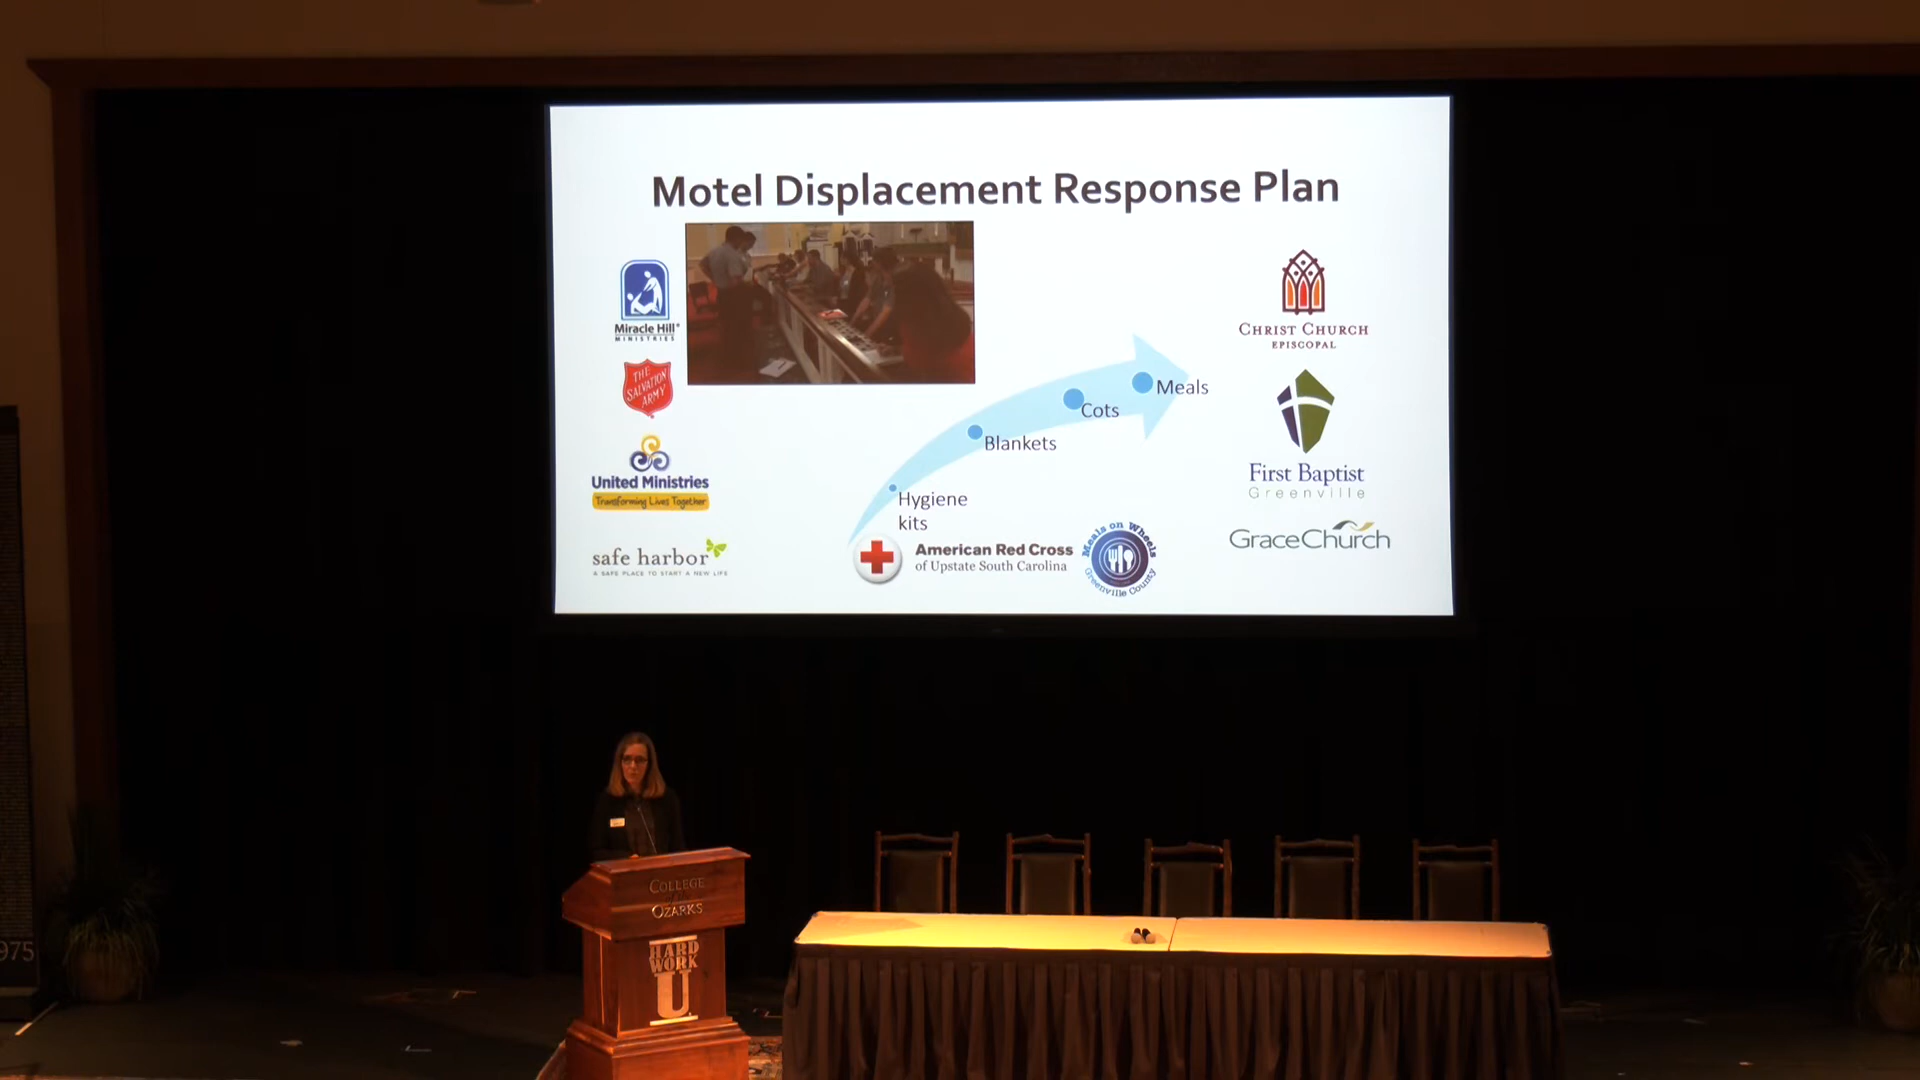 Motel Displacement Response Plan
Miracle Hill®
MINISTRIES
THE
SALVATION
ARMY
United Ministries
Transforming Lives Together
safe harbor
A SAFE PLACE TO START A NEW LIFE
Meals
Cots
Blankets
Hygiene
kits
American Red Cross
of Upstate South Carolina
Meals on Wheels
Greenville County
CHRIST CHURCH
EPISCOPAL
First Baptist
Greenville
GraceChurch
COLLEGE
OZARKS
HARD
WORK
U.
975